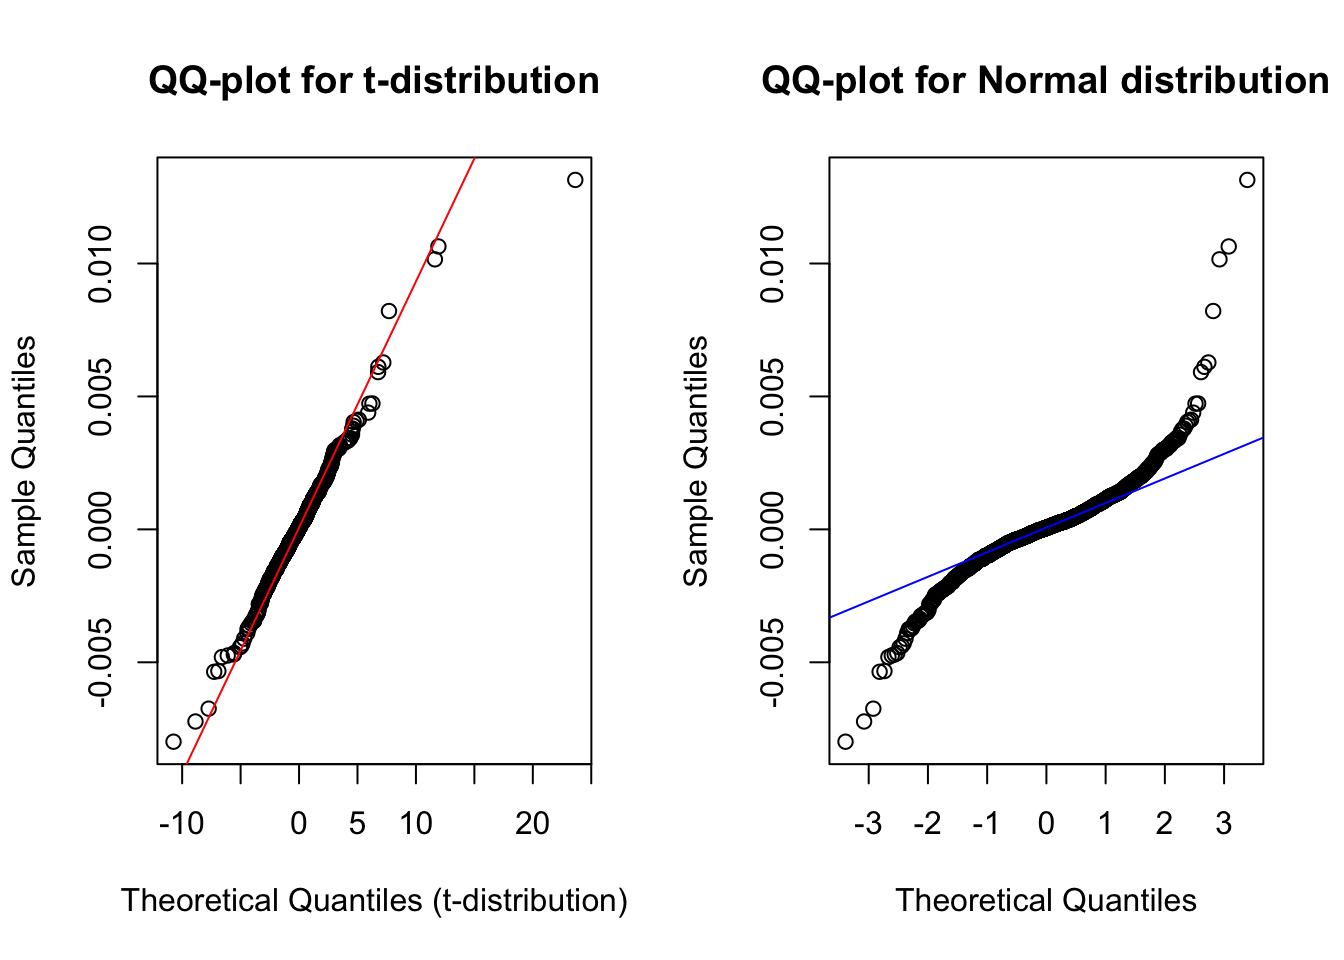 QQ-plot for t-distribution
Sample Quantiles
0.010
0.005
0.000
-0.005
-10 0 5 10 20
Theoretical Quantiles (t-distribution)
QQ-plot for Normal distribution
Sample Quantiles
0.010
0.005
0.000
-0.005
-3 -2 -1 0 1 2 3
Theoretical Quantiles